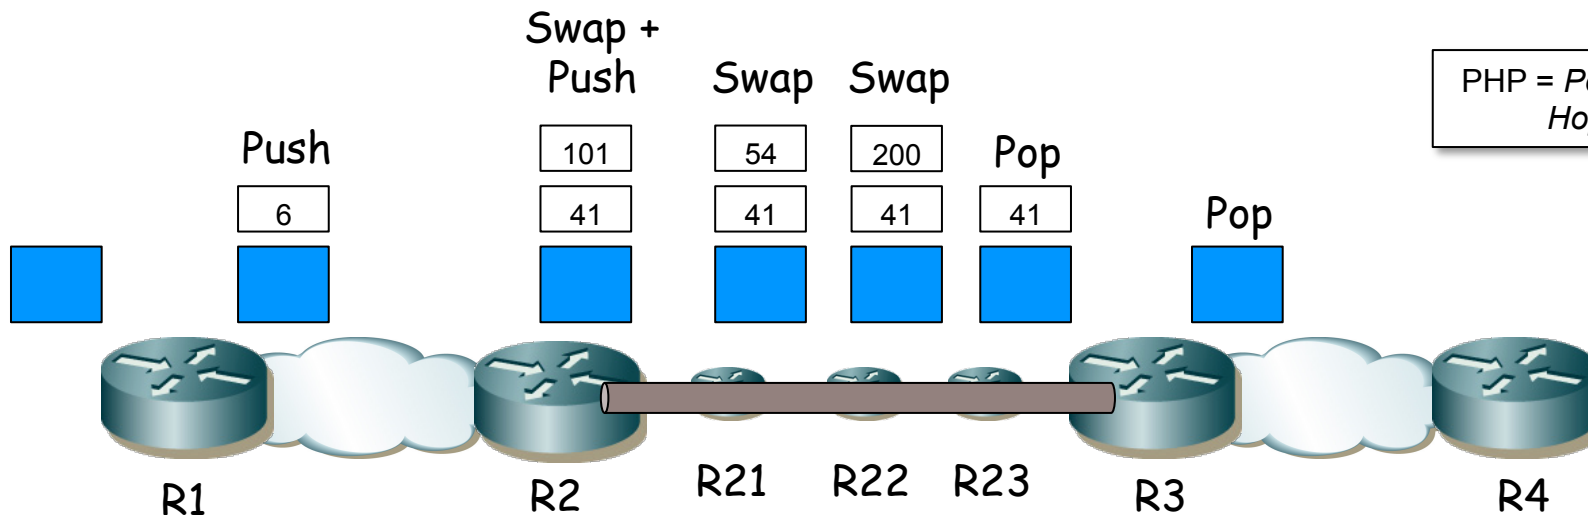 Swap +
Push
Swap
Swap
PHP =
Push
101
54
200
Pop
6
41
41
41
41
Pop
R1
R2
R21
R22
R23
R3
R4